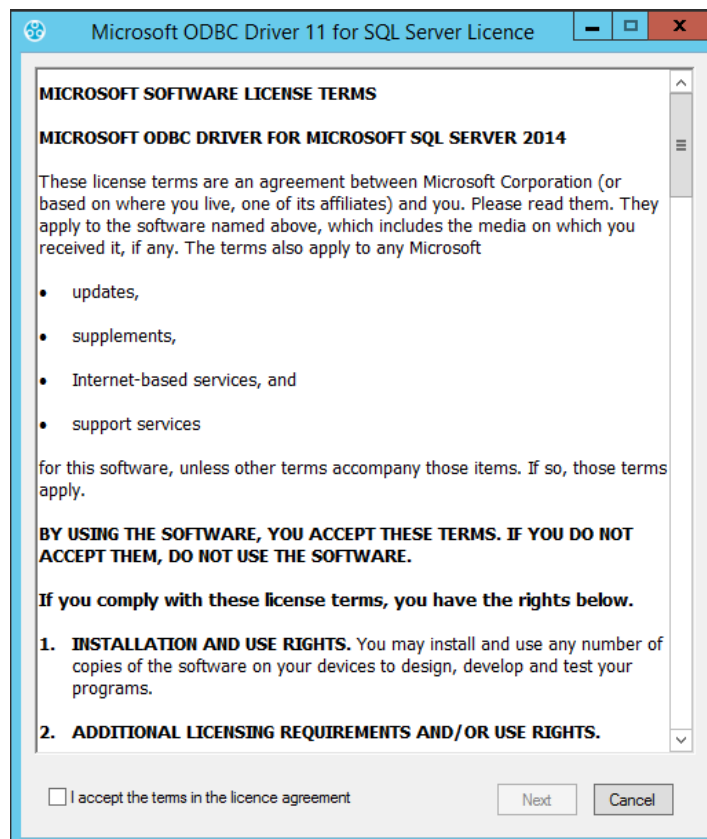 Microsoft ODBC Driver 11 for SQL Server Licence
MICROSOFT SOFTWARE LICENSE TERMS
MICROSOFT ODBC DRIVER FOR MICROSOFT SQL SERVER 2014
These license terms are an agreement between Microsoft Corporation (or
based on where you live, one of its affiliates) and you. Please read them. They
apply to the software named above, which includes the media on which you
received it, if any. The terms also apply to any Microsoft
• updates,
• supplements,
• Internet-based services, and
• support services
for this software, unless other terms accompany those items. If so, those terms
apply.
BY USING THE SOFTWARE, YOU ACCEPT THESE TERMS. IF YOU DO NOT
ACCEPT THEM, DO NOT USE THE SOFTWARE.
If you comply with these license terms, you have the rights below.
1. INSTALLATION AND USE RIGHTS. You may install and use any number of
copies of the software on your devices to design, develop and test your
programs.
2. ADDITIONAL LICENSING REQUIREMENTS AND/OR USE RIGHTS.
I accept the terms in the licence agreement
Next
Cancel